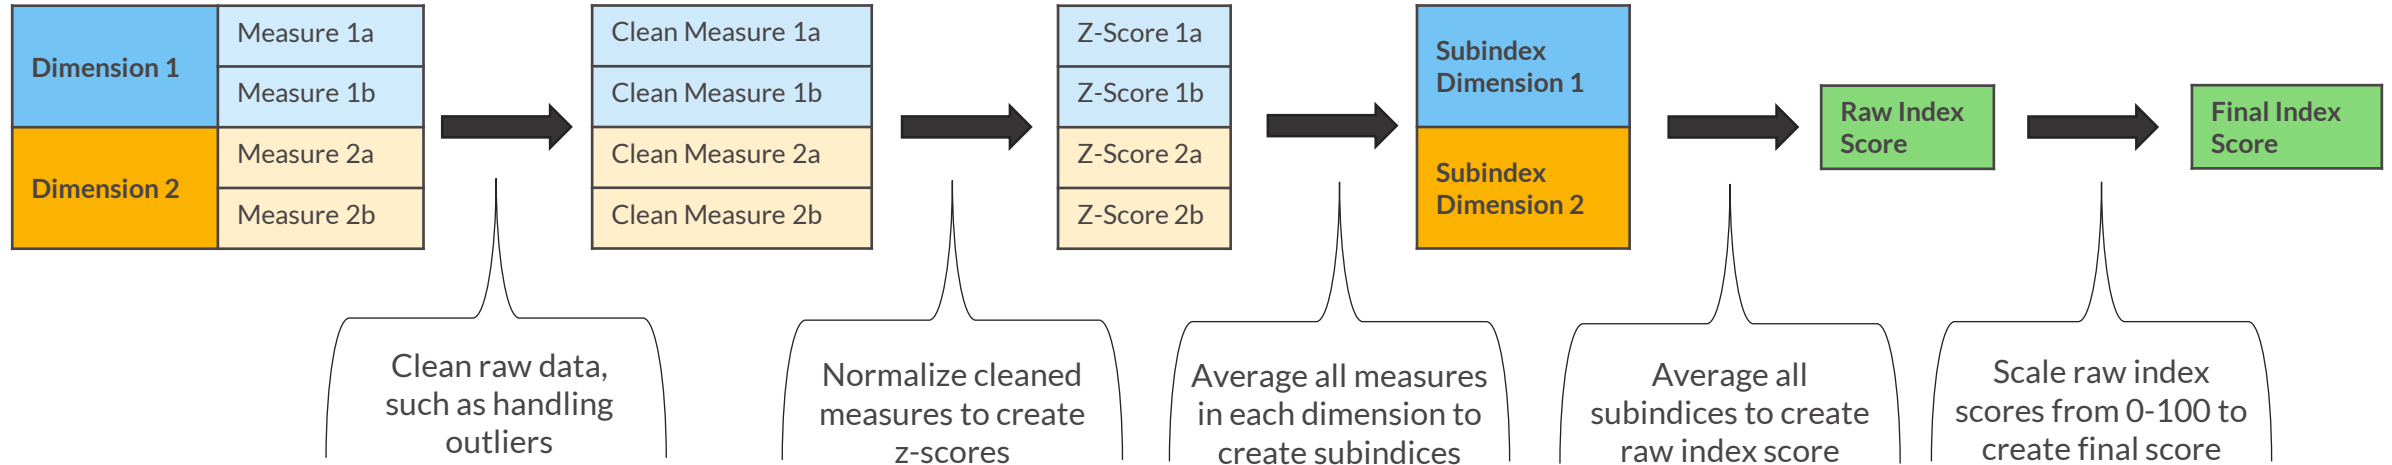 Dimension 1
Measure 1a
Measure 1b
Dimension 2
Measure 2a
Measure 2b
Clean Measure 1a
Clean Measure 1b
Clean Measure 2a
Clean Measure 2b
Z-Score 1a
Z-Score 1b
Z-Score 2a
Z-Score 2b
Subindex
Dimension 1
Subindex
Dimension 2
Raw Index
Score
Final Index
Score
Clean raw data,
such as handling
outliers
Normalize cleaned
measures to create
z-scores
Average all measures
in each dimension to
create subindices
Average all
subindices to create
raw index score
Scale raw index
scores from 0-100 to
create final score